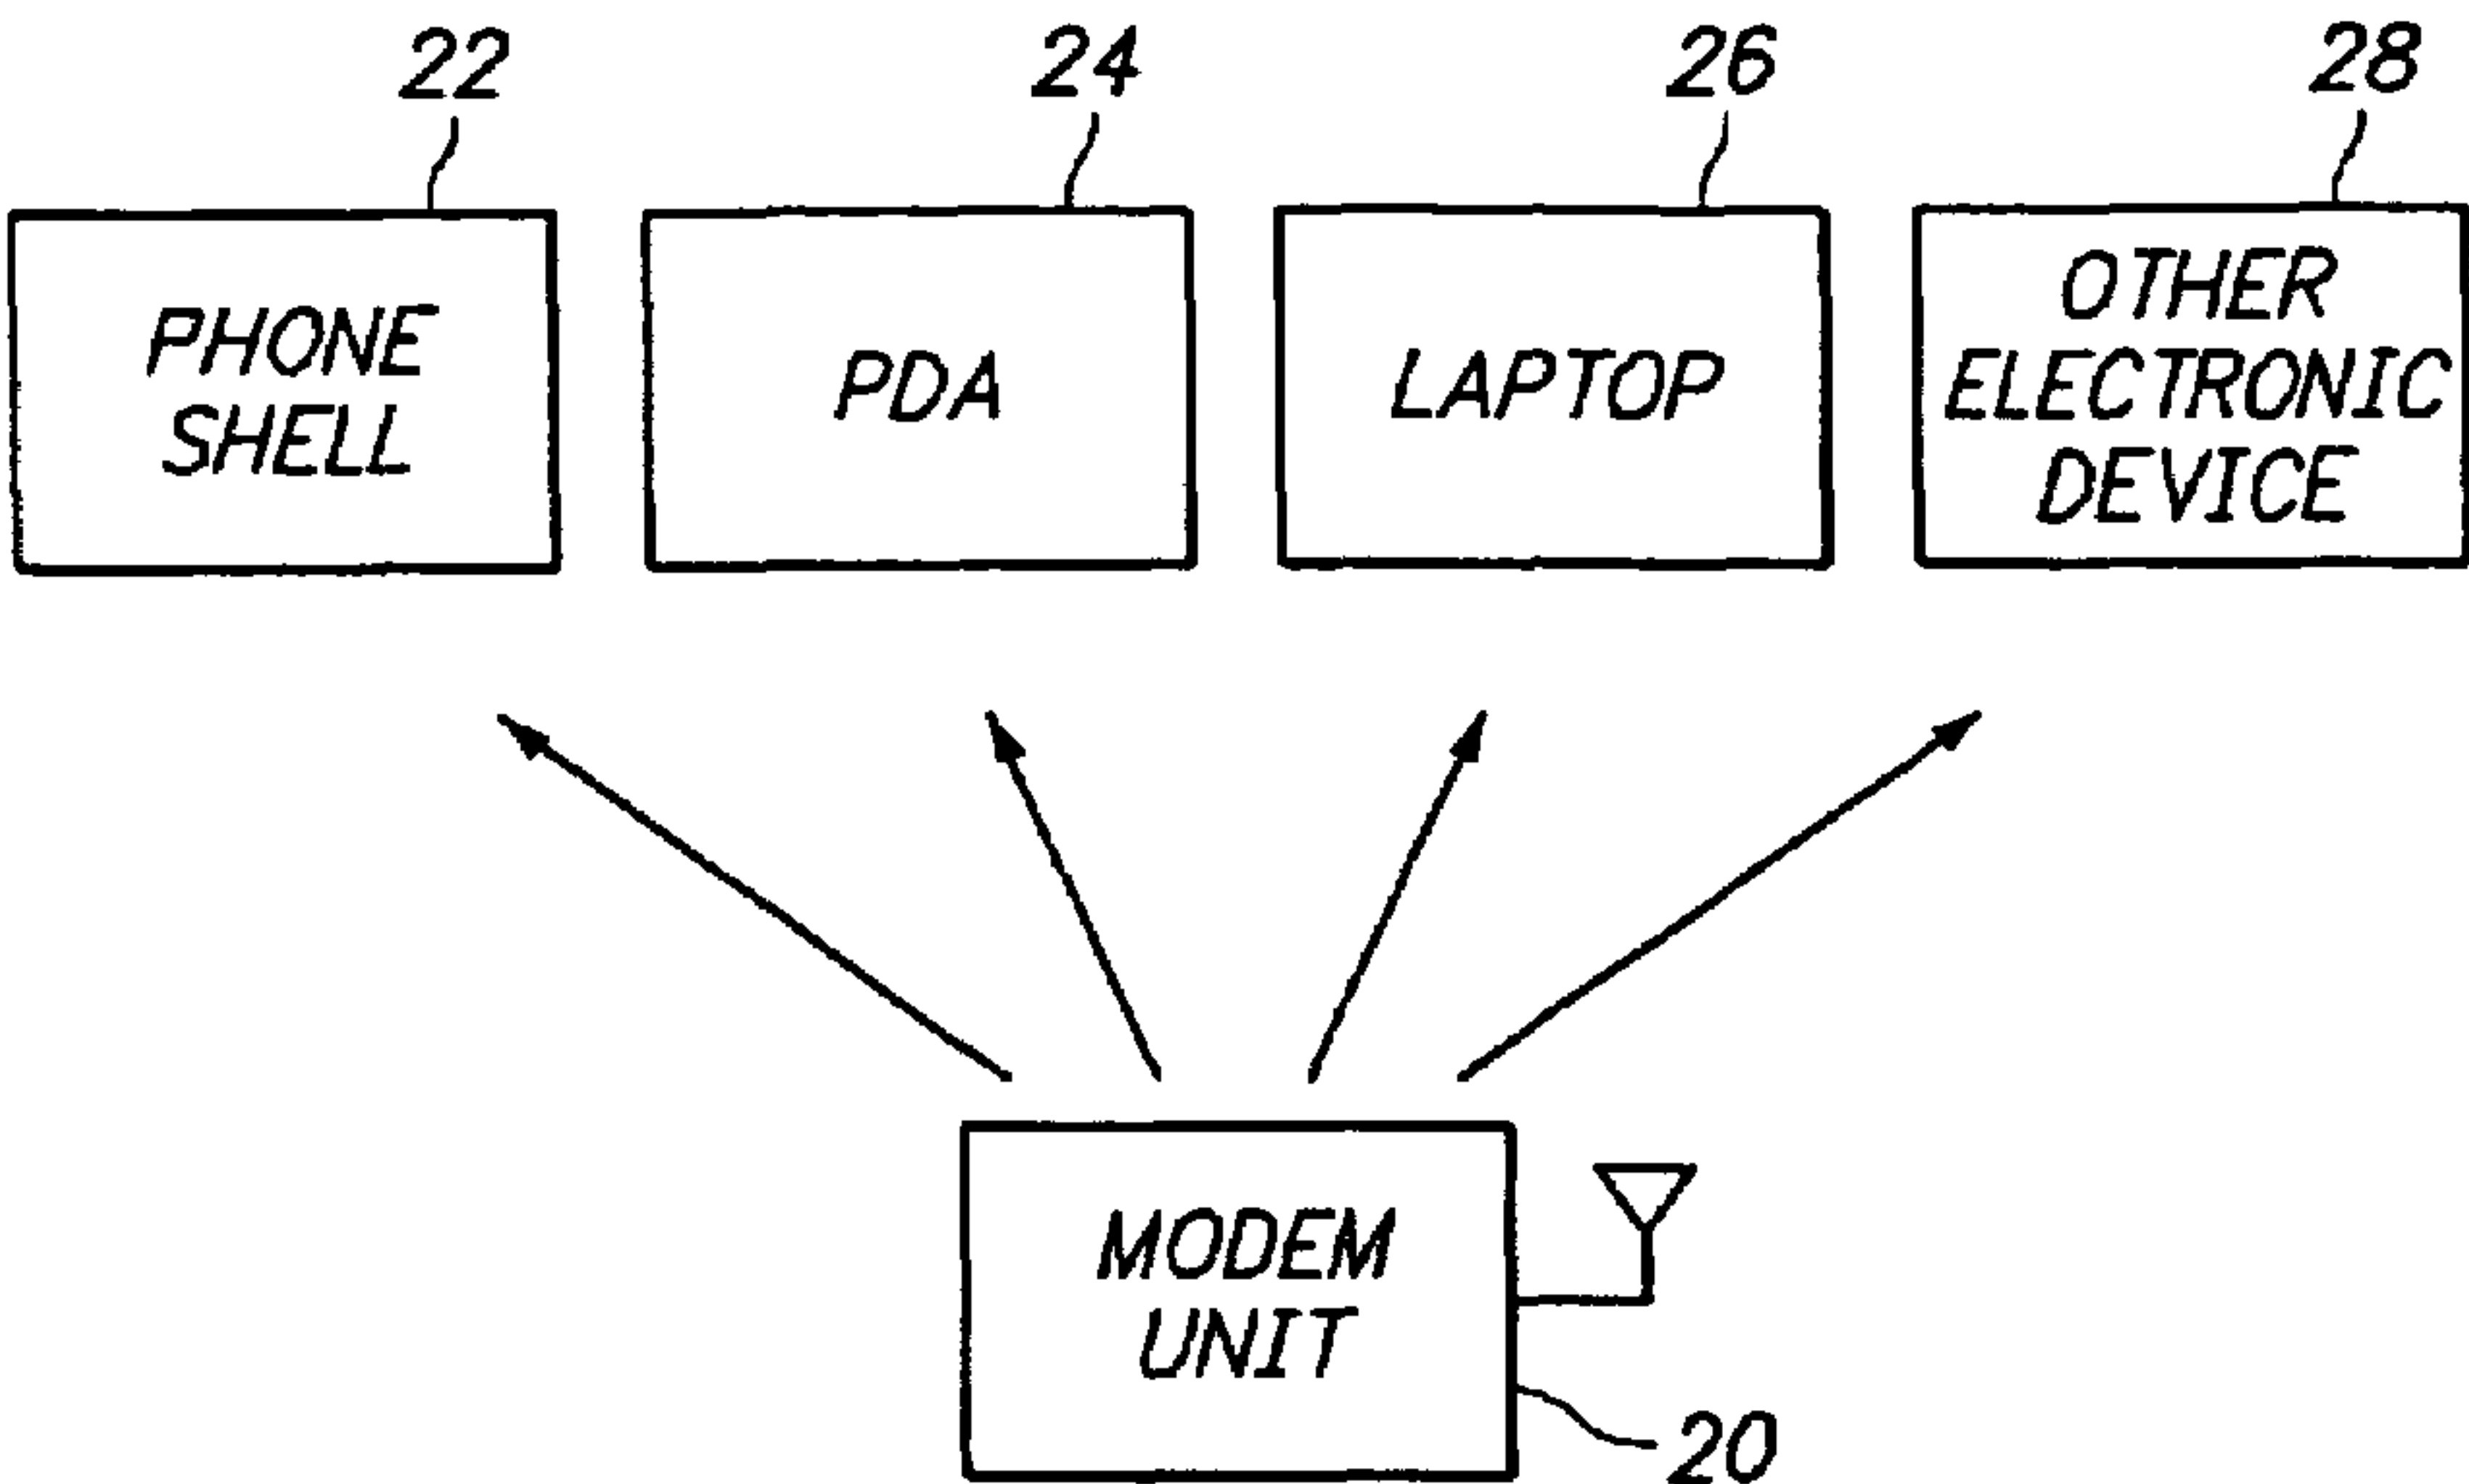 22
24
26
28
PHONE
SHELL
PDA
LAPTOP
OTHER
ELECTRONIC
DEVICE
MODEM
UNIT
20